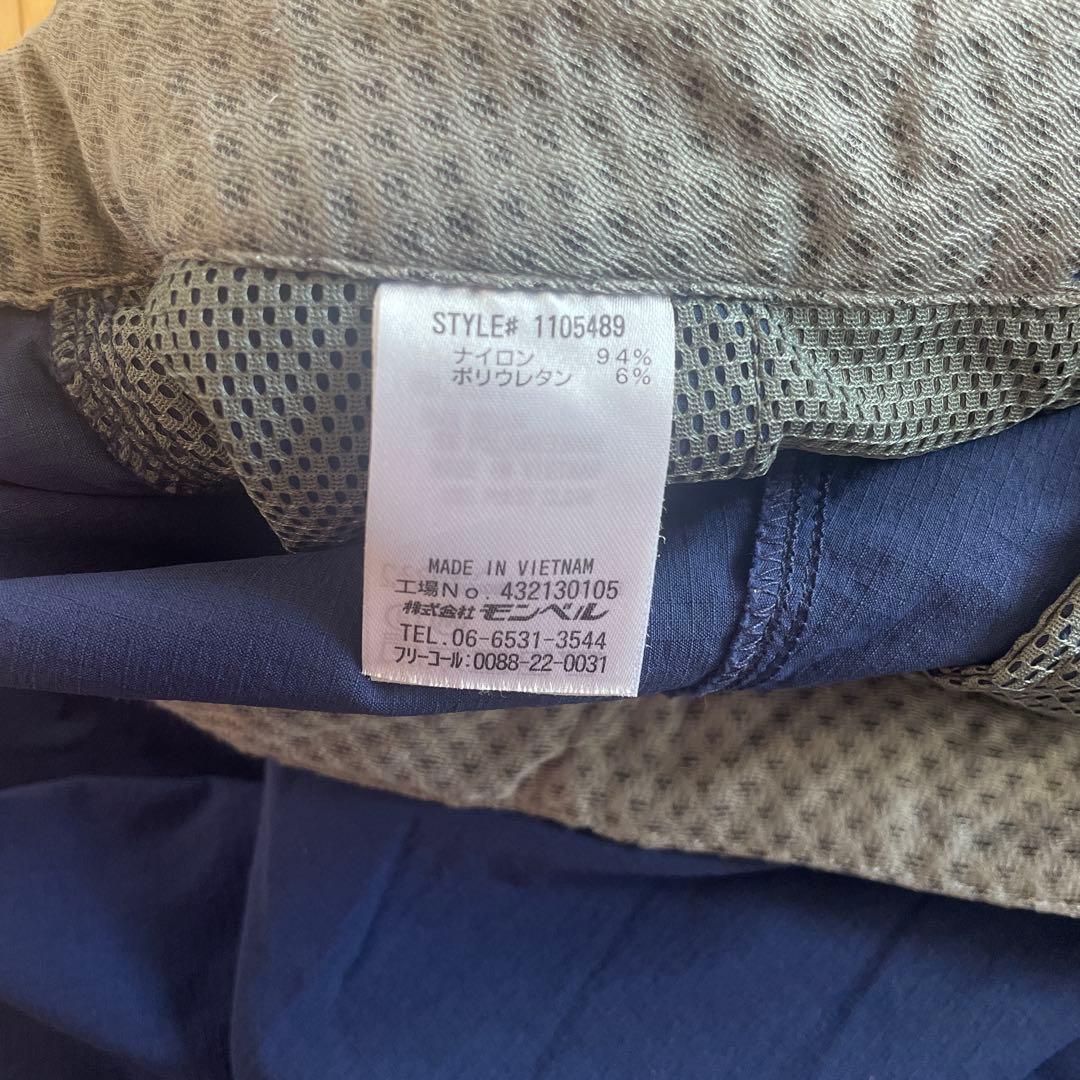 STYLE# 1105489
ナイロン 94%
ポリウレタン 6%
MADE IN VIETNAM
工場No. 432130105
株式会社 モンベル
TEL.06-6531-3544
フリーコール:0088-22-0031